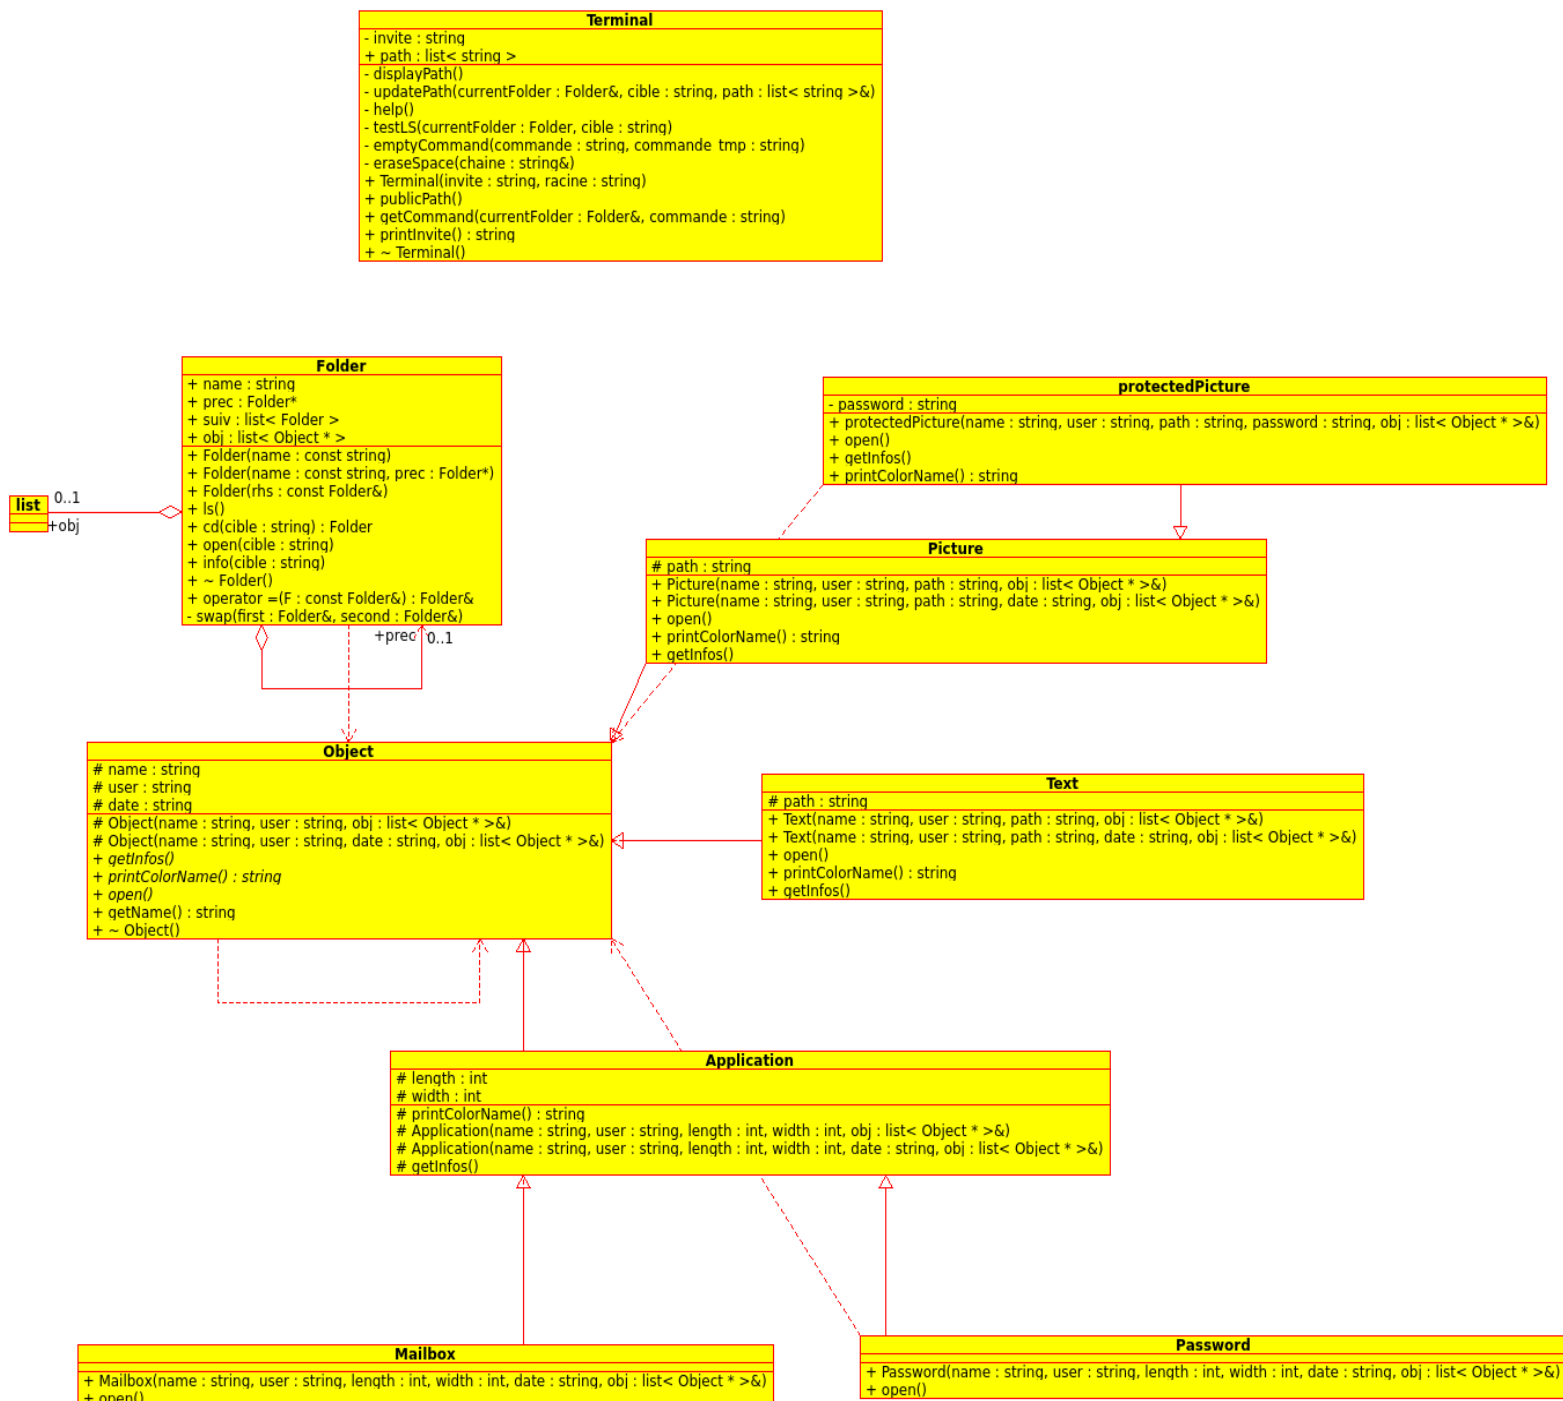 Terminal
- invite : string
+ path : list< string >
- displayPath()
- updatePath(currentFolder : Folder&, cible : string, path : list< string >&)
- help()
- testLS(currentFolder : Folder, cible : string)
- emptyCommand(commande : string, commande_tmp : string)
- eraseSpace(chaine : string&)
+ Terminal(invite : string, racine : string)
+ publicPath()
+ getCommand(currentFolder : Folder&, commande : string)
+ printInvite() : string
+ ~ Terminal()
Folder
+ name : string
+ prec : Folder*
+ suiv : list< Folder >
+ obj : list< Object * >
+ Folder(name : const string)
+ Folder(name : const string, prec : Folder*)
+ Folder(rhs : const Folder&)
+ ls()
+ cd(cible : string) : Folder
+ open(cible : string)
+ info(cible : string)
+ ~ Folder()
+ operator =(F : const Folder&) : Folder&
- swap(first : Folder&, second : Folder&)
list
0..1
+obj
+prec
0..1
protectedPicture
- password : string
+ protectedPicture(name : string, user : string, path : string, password : string, obj : list< Object * >&)
+ open()
+ getInfos()
+ printColorName() : string
Picture
# path : string
+ Picture(name : string, user : string, path : string, obj : list< Object * >&)
+ Picture(name : string, user : string, path : string, date : string, obj : list< Object * >&)
+ open()
+ printColorName() : string
+ getInfos()
Object
# name : string
# user : string
# date : string
# Object(name : string, user : string, obj : list< Object * >&)
# Object(name : string, user : string, date : string, obj : list< Object * >&)
+ getInfos()
+ printColorName() : string
+ open()
+ getName() : string
+ ~ Object()
Text
# path : string
+ Text(name : string, user : string, path : string, obj : list< Object * >&)
+ Text(name : string, user : string, path : string, date : string, obj : list< Object * >&)
+ open()
+ printColorName() : string
+ getInfos()
Application
# length : int
# width : int
# printColorName() : string
# Application(name : string, user : string, length : int, width : int, obj : list< Object * >&)
# Application(name : string, user : string, length : int, width : int, date : string, obj : list< Object * >&)
# getInfos()
Mailbox
+ Mailbox(name : string, user : string, length : int, width : int, date : string, obj : list< Object * >&)
+ open()
Password
+ Password(name : string, user : string, length : int, width : int, date : string, obj : list< Object * >&)
+ open()